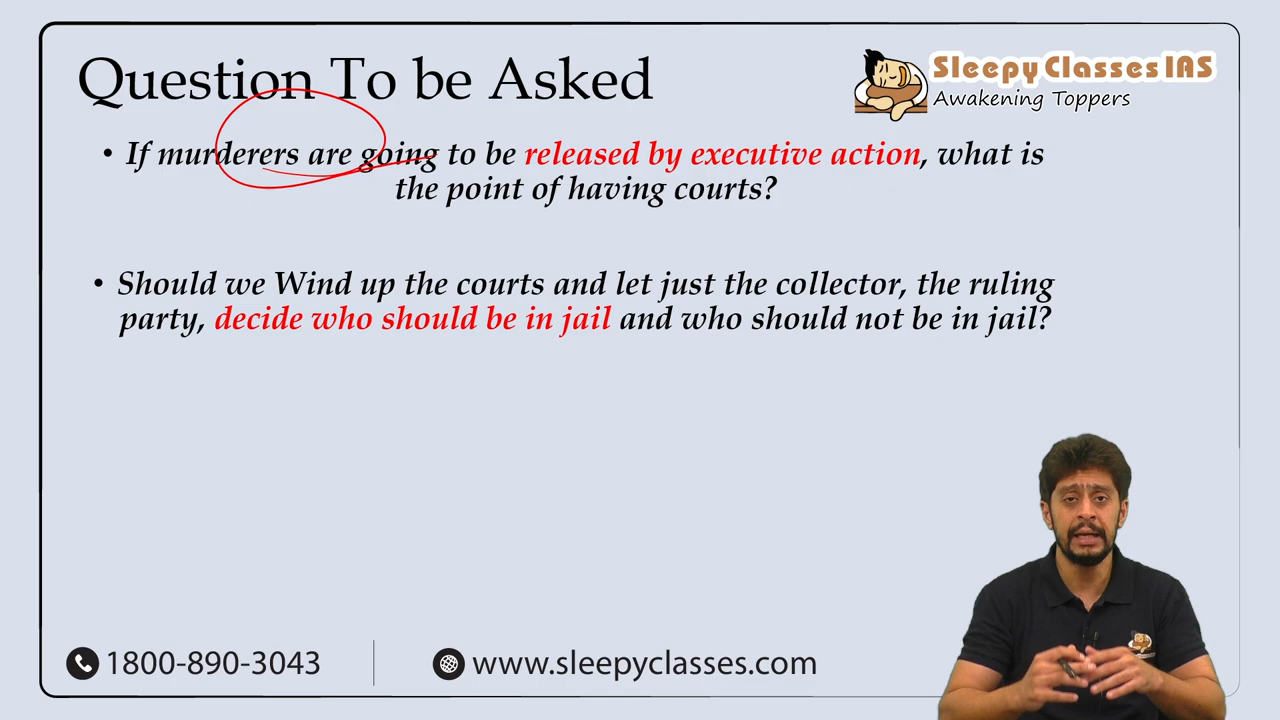 Question To be Asked
Sleepy Classes IAS
Awakening Toppers
• If murderers are going to be released by executive action, what is
the point of having courts?
• Should we Wind up the courts and let just the collector, the ruling
party, decide who should be in jail and who should not be in jail?
1800-890-3043
www.sleepyclasses.com